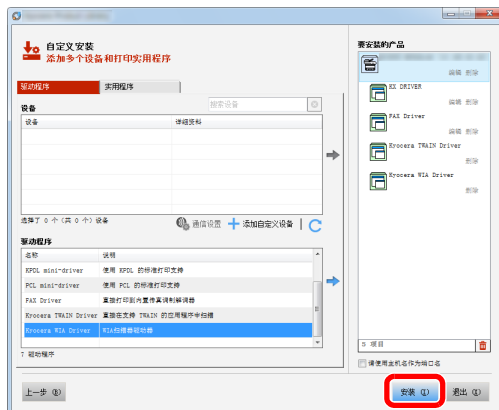 自定义安装
添加多个设备和打印实用程序
驱动程序 实用程序
设备
搜索设备
设备 详细资料
选择了 0 个（共 0 个）设备
通信设置 添加自定义设备
驱动程序
名称 说明
KPDL mini-driver 使用 KPDL 的标准打印支持
PCL mini-driver 使用 PCL 的标准打印支持
FAX Driver 直接打印到内置传真调制解调器
Kyocera TWAIN Driver 直接在支持 TWAIN 的应用程序中扫描
Kyocera WIA Driver WIA扫描器驱动器
7 驱动程序
上一步 (B)
要安装的产品
编辑 删除
KX DRIVER
编辑 删除
FAX Driver
编辑 删除
Kyocera TWAIN Driver
删除
Kyocera WIA Driver
删除
5 项目
请使用主机名作为端口名
安装 (I) 退出 (X)